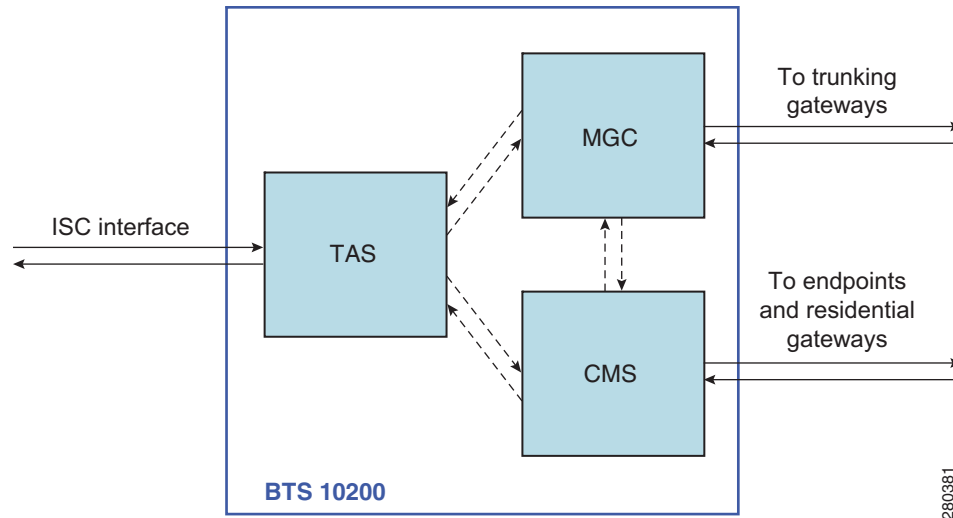 ISC interface
TAS
MGC
CMS
To trunking
gateways
To endpoints
and residential
gateways
BTS 10200
280381